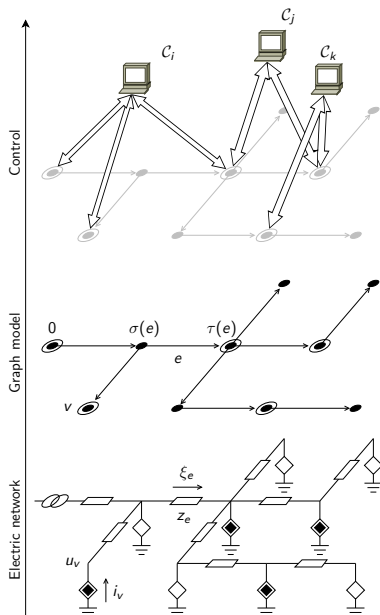 C_i
C_j
C_k
Control
0
σ(e)
τ(e)
e
v
Graph model
ξ_e
z_e
u_v
i_v
Electric network